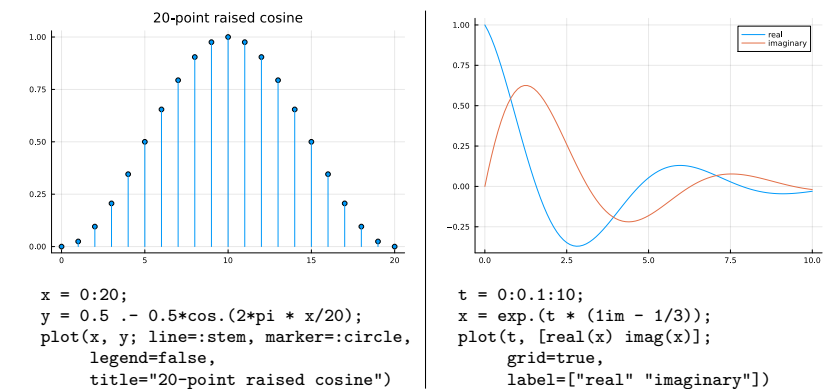 20-point raised cosine
1.00
0.75
0.50
0.25
0.00
0
5
10
15
20
x = 0:20;
y = 0.5 .- 0.5*cos.(2*pi * x/20);
plot(x, y; line=:stem, marker=:circle,
legend=false,
title="20-point raised cosine")
real
imaginary
1.00
0.75
0.50
0.25
0.00
−0.25
0.0
2.5
5.0
7.5
10.0
t = 0:0.1:10;
x = exp.(t * (1im - 1/3));
plot(t, [real(x) imag(x)];
grid=true,
label=["real" "imaginary"])